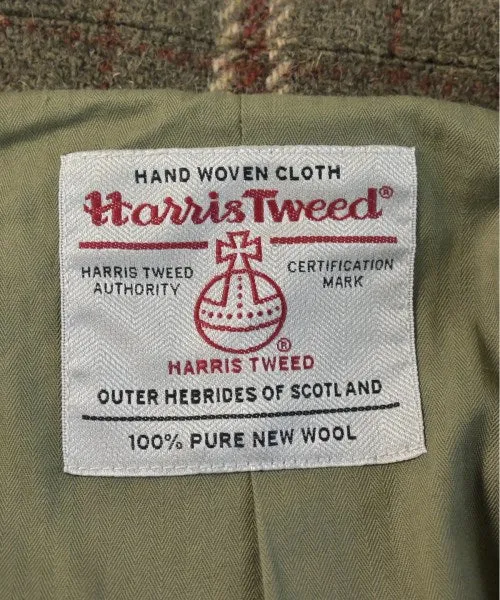 HAND WOVEN CLOTH
Harris Tweed®
HARRIS TWEED
AUTHORITY
CERTIFICATION
MARK
®
HARRIS TWEED
OUTER HEBRIDES OF SCOTLAND
100% PURE NEW WOOL